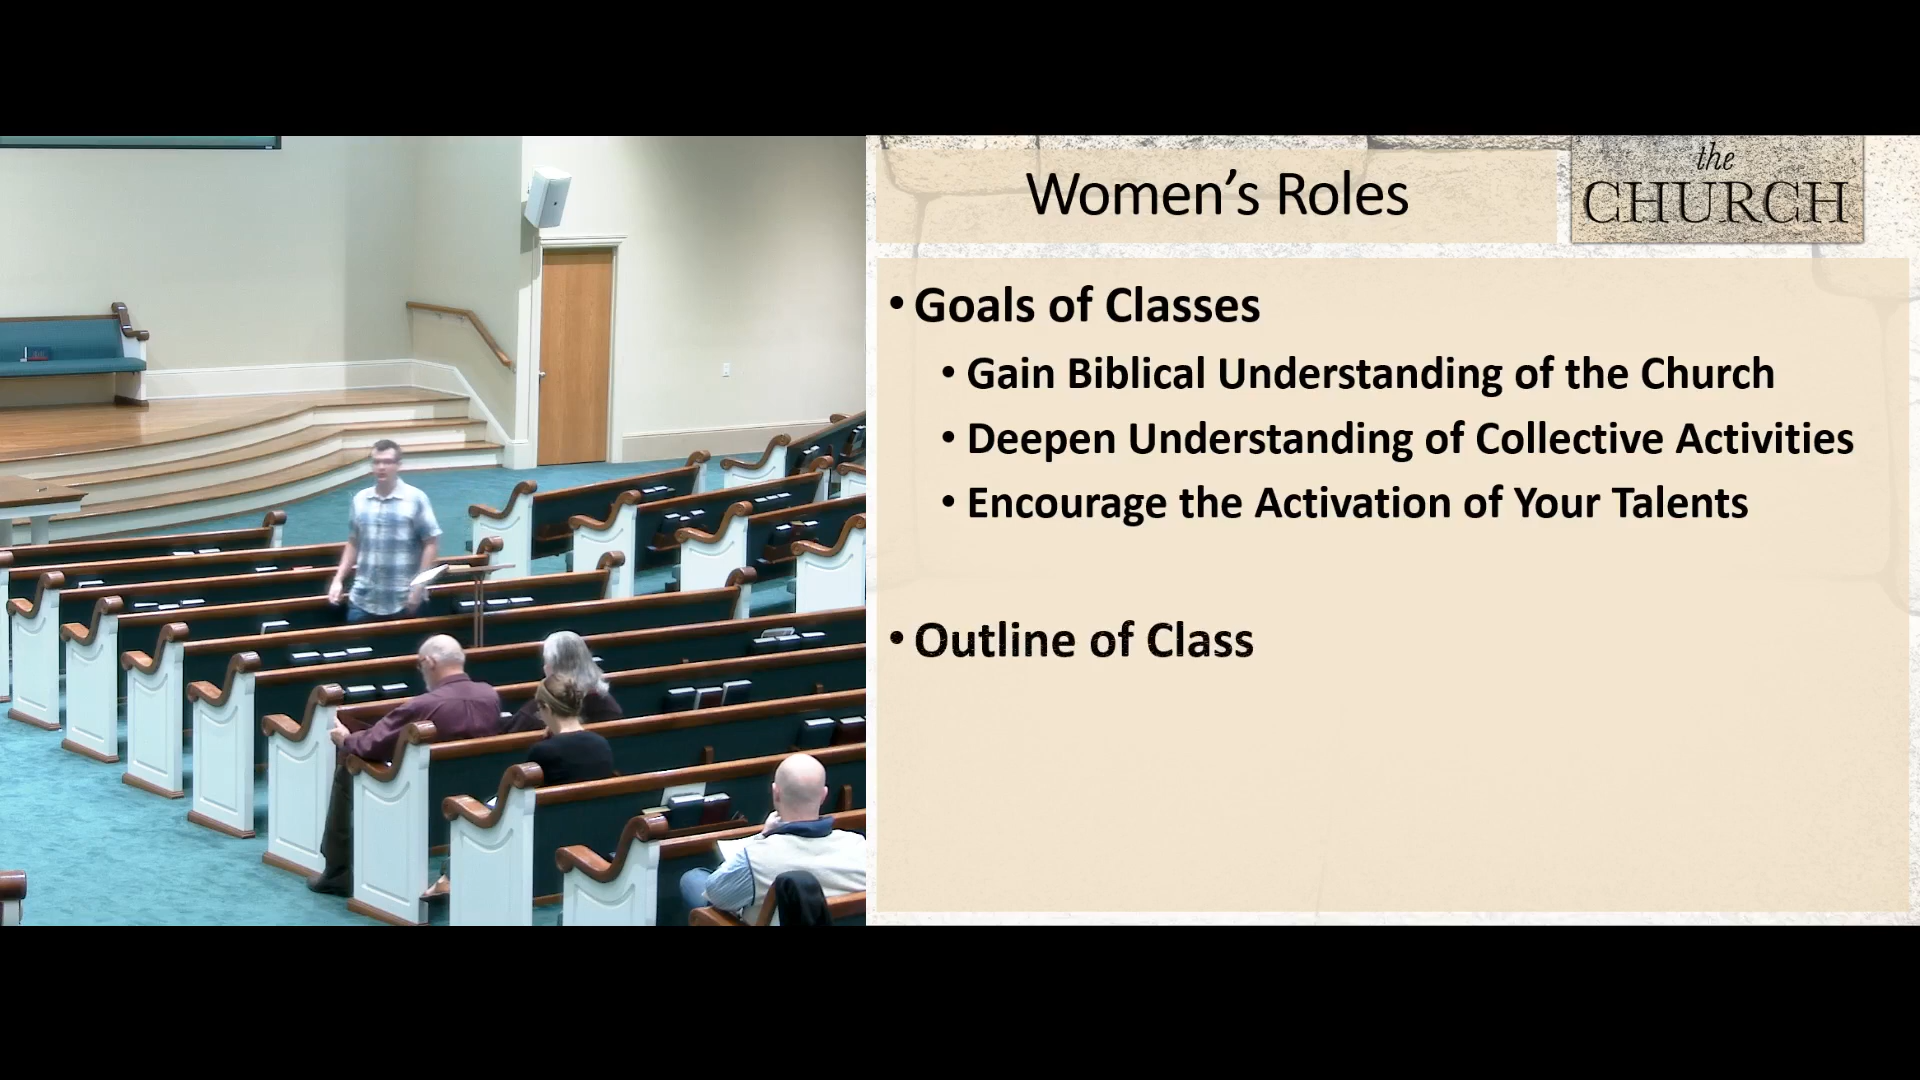 Women’s Roles
the
CHURCH
• Goals of Classes
• Gain Biblical Understanding of the Church
• Deepen Understanding of Collective Activities
• Encourage the Activation of Your Talents
• Outline of Class